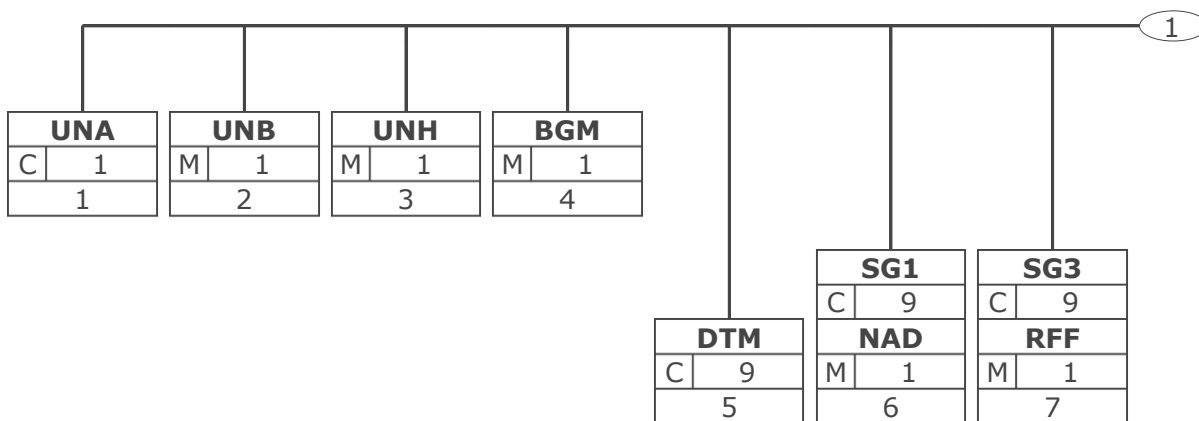 1
UNA UNB UNH BGM
C 1 M 1 M 1 M 1
1 2 3 4
SG1 SG3
C 9 C 9
DTM NAD RFF
C 9 M 1 M 1
5 6 7